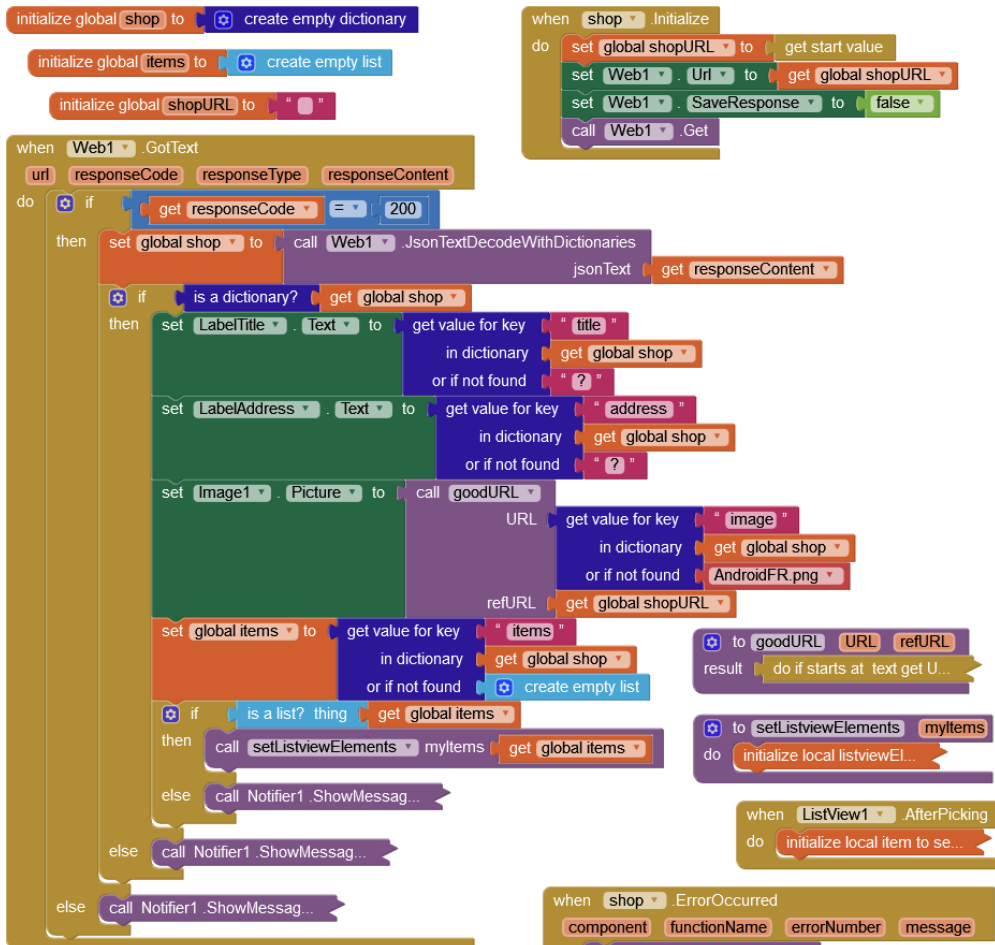 initialize global shop to create empty dictionary
initialize global items to create empty list
initialize global shopURL to " "
when shop .Initialize
do set global shopURL to get start value
set Web1 . Url to get global shopURL
set Web1 . SaveResponse to false
call Web1 .Get
when Web1 .GotText
url responseCode responseType responseContent
do if get responseCode = 200
then set global shop to call Web1 .JsonTextDecodeWithDictionaries
jsonText get responseContent
if is a dictionary? get global shop
then set LabelTitle . Text to get value for key " title "
in dictionary get global shop
or if not found " ? "
set LabelAddress . Text to get value for key " address "
in dictionary get global shop
or if not found " ? "
set Image1 . Picture to call goodURL
URL get value for key " image "
in dictionary get global shop
or if not found AndroidFR.png
refURL get global shopURL
set global items to get value for key " items "
in dictionary get global shop
or if not found create empty list
if is a list? thing get global items
then call setListviewElements myItems get global items
else call Notifier1 .ShowMessag...
else call Notifier1 .ShowMessag...
else call Notifier1 .ShowMessag...
to goodURL URL refURL
result do if starts at text get U...
to setListviewElements myItems
do initialize local listviewEl...
when ListView1 .AfterPicking
do initialize local item to se...
when shop .ErrorOccurred
component functionName errorNumber message